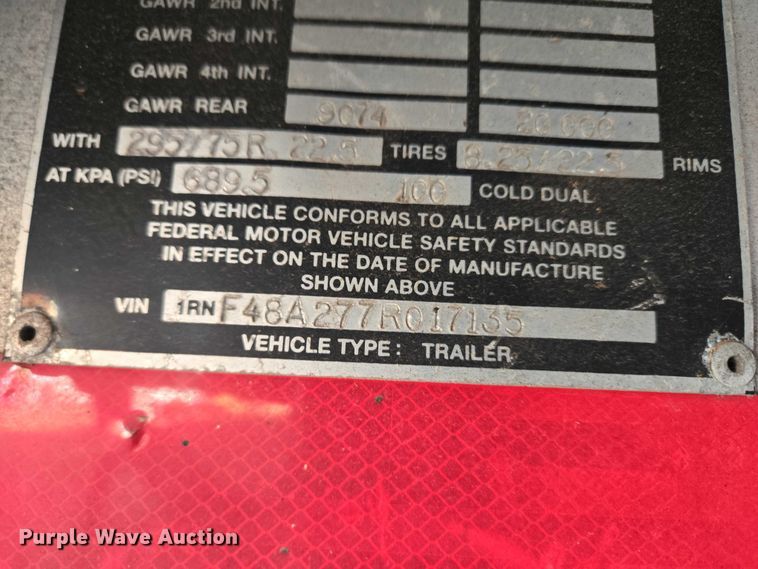 GAWR 2nd INT.
GAWR 3rd INT.
GAWR 4th INT.
GAWR REAR 9074 20 000
WITH 295/75R 22.5 TIRES 8.25/22.5 RIMS
AT KPA (PSI) 689.5 100 COLD DUAL
THIS VEHICLE CONFORMS TO ALL APPLICABLE
FEDERAL MOTOR VEHICLE SAFETY STANDARDS
IN EFFECT ON THE DATE OF MANUFACTURE
SHOWN ABOVE
VIN 1RNF48A277R017135
VEHICLE TYPE: TRAILER
Purple Wave Auction